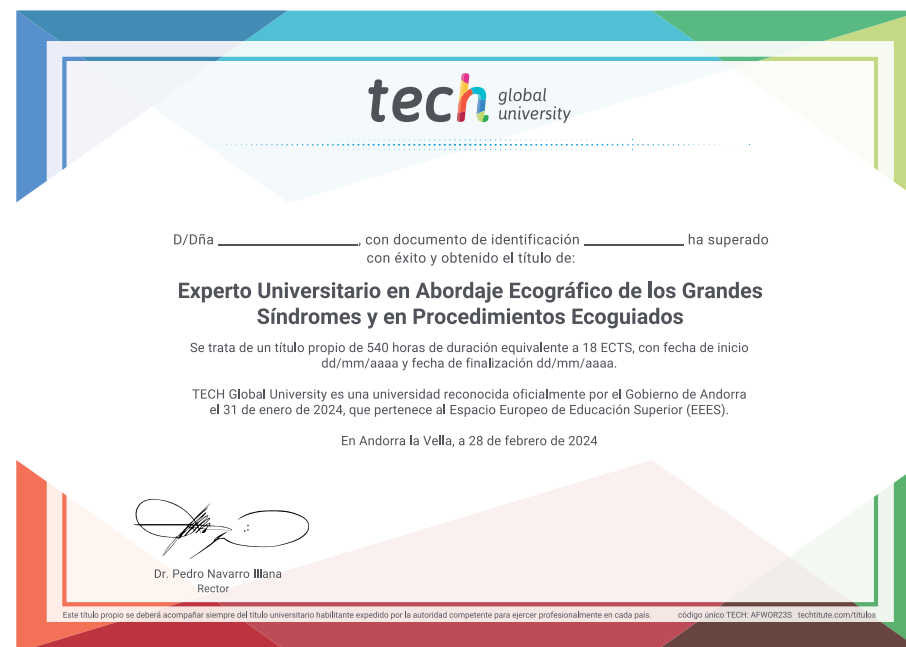 tech global university
D/Dña ____________________, con documento de identificación ______________ ha superado
con éxito y obtenido el título de:
Experto Universitario en Abordaje Ecográfico de los Grandes
Síndromes y en Procedimientos Ecoguiados
Se trata de un título propio de 540 horas de duración equivalente a 18 ECTS, con fecha de inicio
dd/mm/aaaa y fecha de finalización dd/mm/aaaa.
TECH Global University es una universidad reconocida oficialmente por el Gobierno de Andorra
el 31 de enero de 2024, que pertenece al Espacio Europeo de Educación Superior (EEES).
En Andorra la Vella, a 28 de febrero de 2024
Dr. Pedro Navarro Illana
Rector
Este título propio se deberá acompañar siempre del título universitario habilitante expedido por la autoridad competente para ejercer profesionalmente en cada país. código único TECH: AFWOR23S techtitute.com/titulos